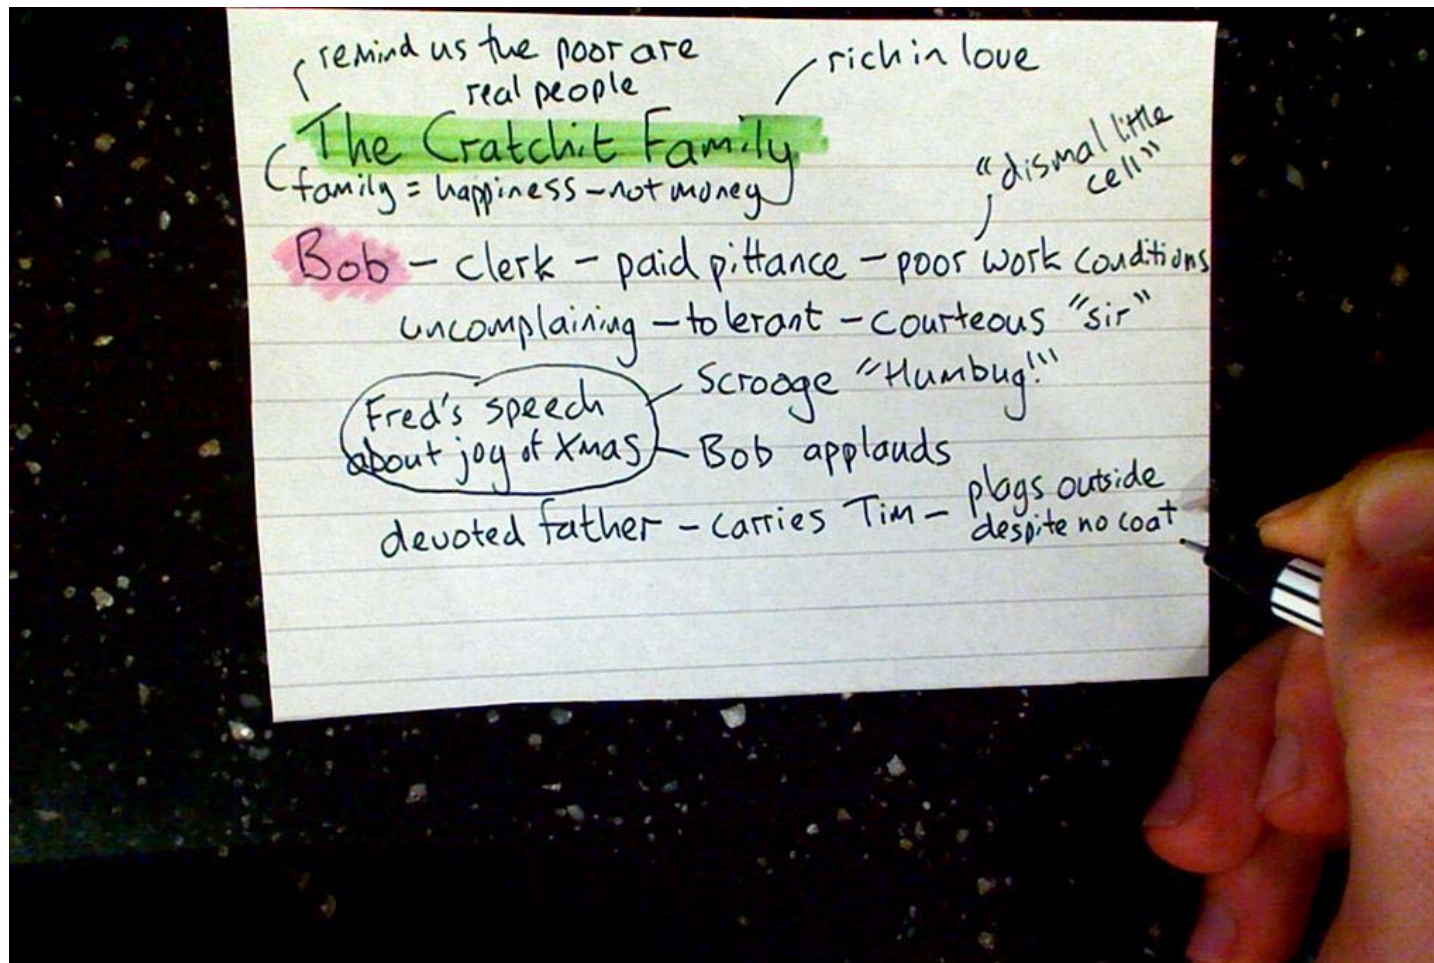 remind us the poor are
real people
rich in love
The Cratchit Family
family = happiness - not money
"dismal little
cell"
Bob - clerk - paid pittance - poor work conditions
uncomplaining - tolerant - courteous "sir"
Fred's speech
about joy of Xmas
Scrooge "Humbug!"
Bob applauds
devoted father - carries Tim - plays outside
despite no coat